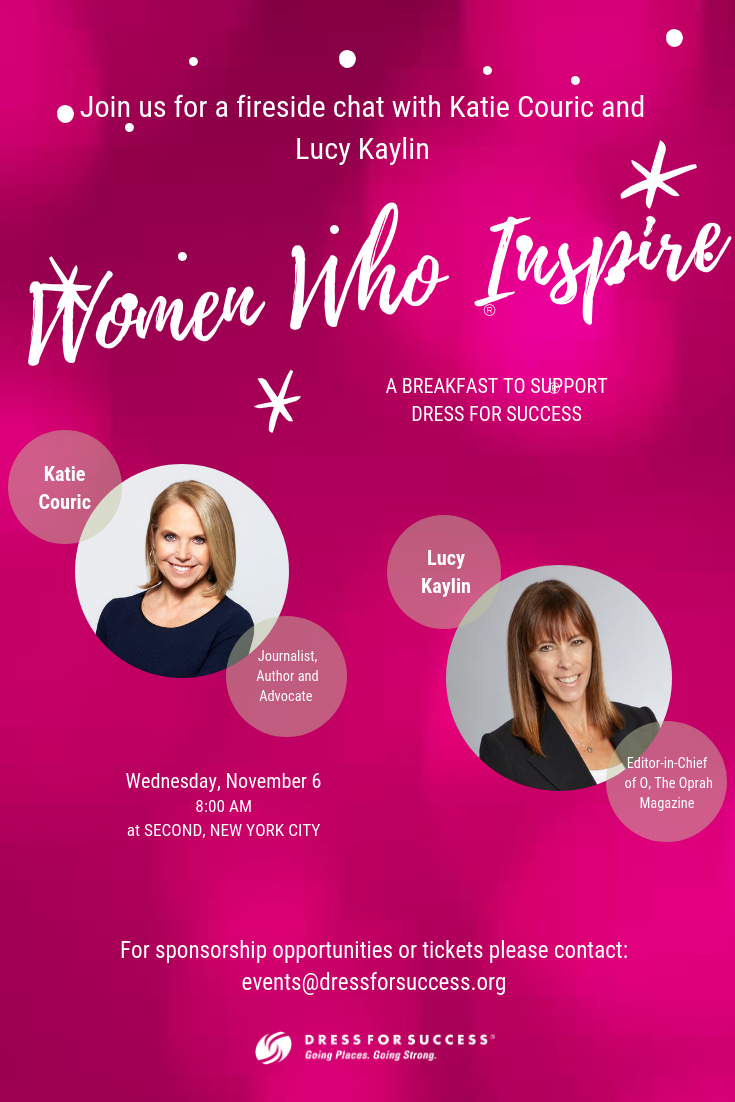 Join us for a fireside chat with Katie Couric and
Lucy Kaylin
Women Who Inspire
®
A BREAKFAST TO SUPPORT
DRESS FOR SUCCESS
®
Katie
Couric
Journalist,
Author and
Advocate
Lucy
Kaylin
Editor-in-Chief
of O, The Oprah
Magazine
Wednesday, November 6
8:00 AM
at SECOND, NEW YORK CITY
For sponsorship opportunities or tickets please contact:
events@dressforsuccess.org
DRESS FOR SUCCESS®
Going Places. Going Strong.